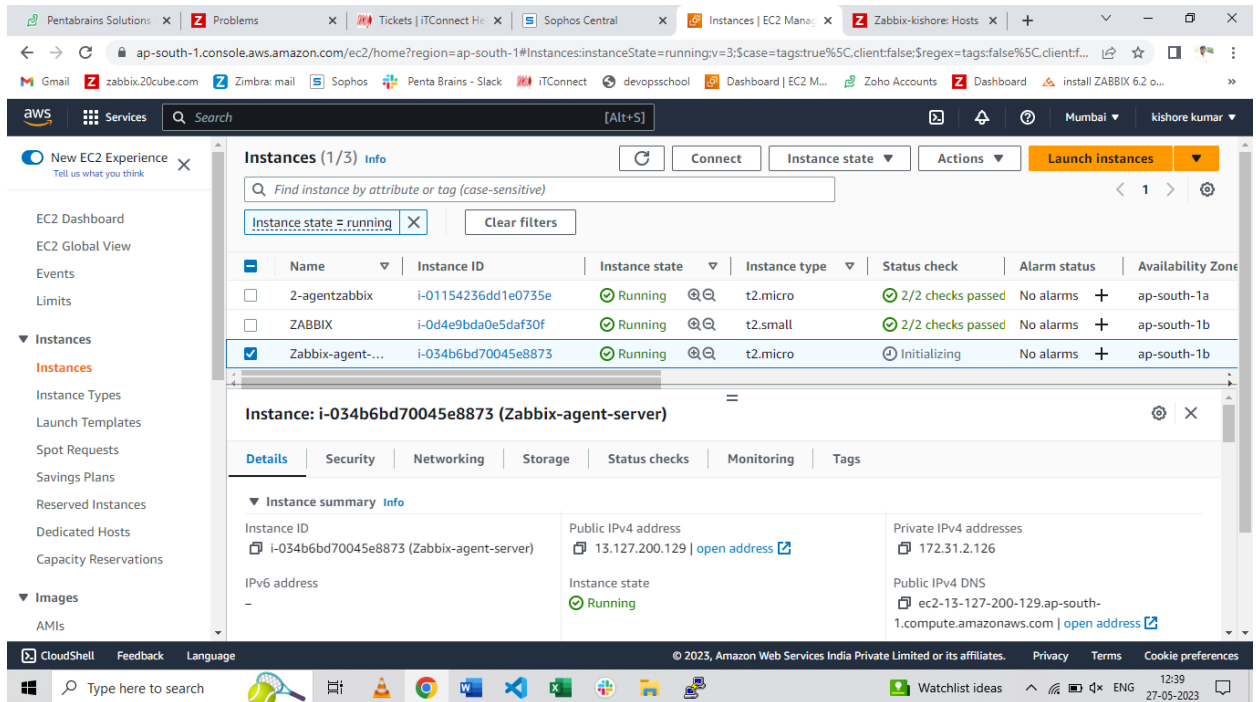 Pentabrains Solutions
Problems
Tickets | iTConnect He
Sophos Central
Instances | EC2 Manag
Zabbix-kishore: Hosts
ap-south-1.console.aws.amazon.com/ec2/home?region=ap-south-1#Instances:instanceState=running;v=3;$case=tags:true%5C,client:false;$regex=tags:false%5C,client:f...
Gmail
zabbix.20cube.com
Zimbra: mail
Sophos
Penta Brains - Slack
iTConnect
devopsschool
Dashboard | EC2 M...
Zoho Accounts
Dashboard
install ZABBIX 6.2 o...
aws
Services
Search
[Alt+S]
Mumbai
kishore kumar
New EC2 Experience
Tell us what you think
EC2 Dashboard
EC2 Global View
Events
Limits
Instances
Instances
Instance Types
Launch Templates
Spot Requests
Savings Plans
Reserved Instances
Dedicated Hosts
Capacity Reservations
Images
AMIs
Instances (1/3) Info
Connect
Instance state
Actions
Launch instances
Find instance by attribute or tag (case-sensitive)
1
Instance state = running
Clear filters
Name Instance ID Instance state Instance type Status check Alarm status Availability Zone
2-agentzabbix i-01154236dd1e0735e Running t2.micro 2/2 checks passed No alarms + ap-south-1a
ZABBIX i-0d4e9bda0e5daf30f Running t2.small 2/2 checks passed No alarms + ap-south-1b
Zabbix-agent-... i-034b6bd70045e8873 Running t2.micro Initializing No alarms + ap-south-1b
Instance: i-034b6bd70045e8873 (Zabbix-agent-server)
Details
Security
Networking
Storage
Status checks
Monitoring
Tags
Instance summary Info
Instance ID
i-034b6bd70045e8873 (Zabbix-agent-server)
Public IPv4 address
13.127.200.129 | open address
Private IPv4 addresses
172.31.2.126
IPv6 address
–
Instance state
Running
Public IPv4 DNS
ec2-13-127-200-129.ap-south-
1.compute.amazonaws.com | open address
CloudShell
Feedback
Language
© 2023, Amazon Web Services India Private Limited or its affiliates.
Privacy
Terms
Cookie preferences
Type here to search
Watchlist ideas
ENG
12:39
27-05-2023